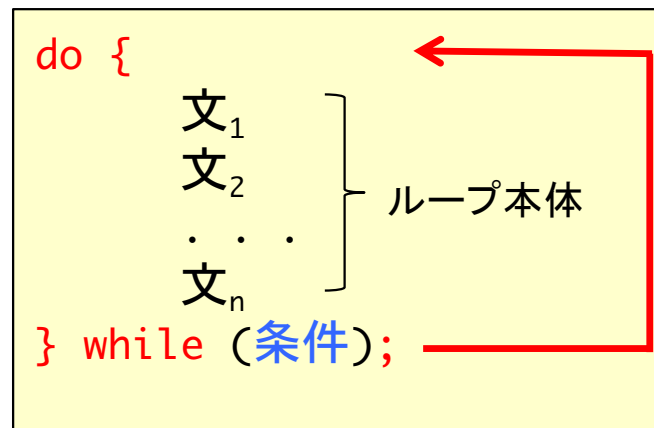 do {
文1
文2
. . .
文n
ループ本体
} while (条件);